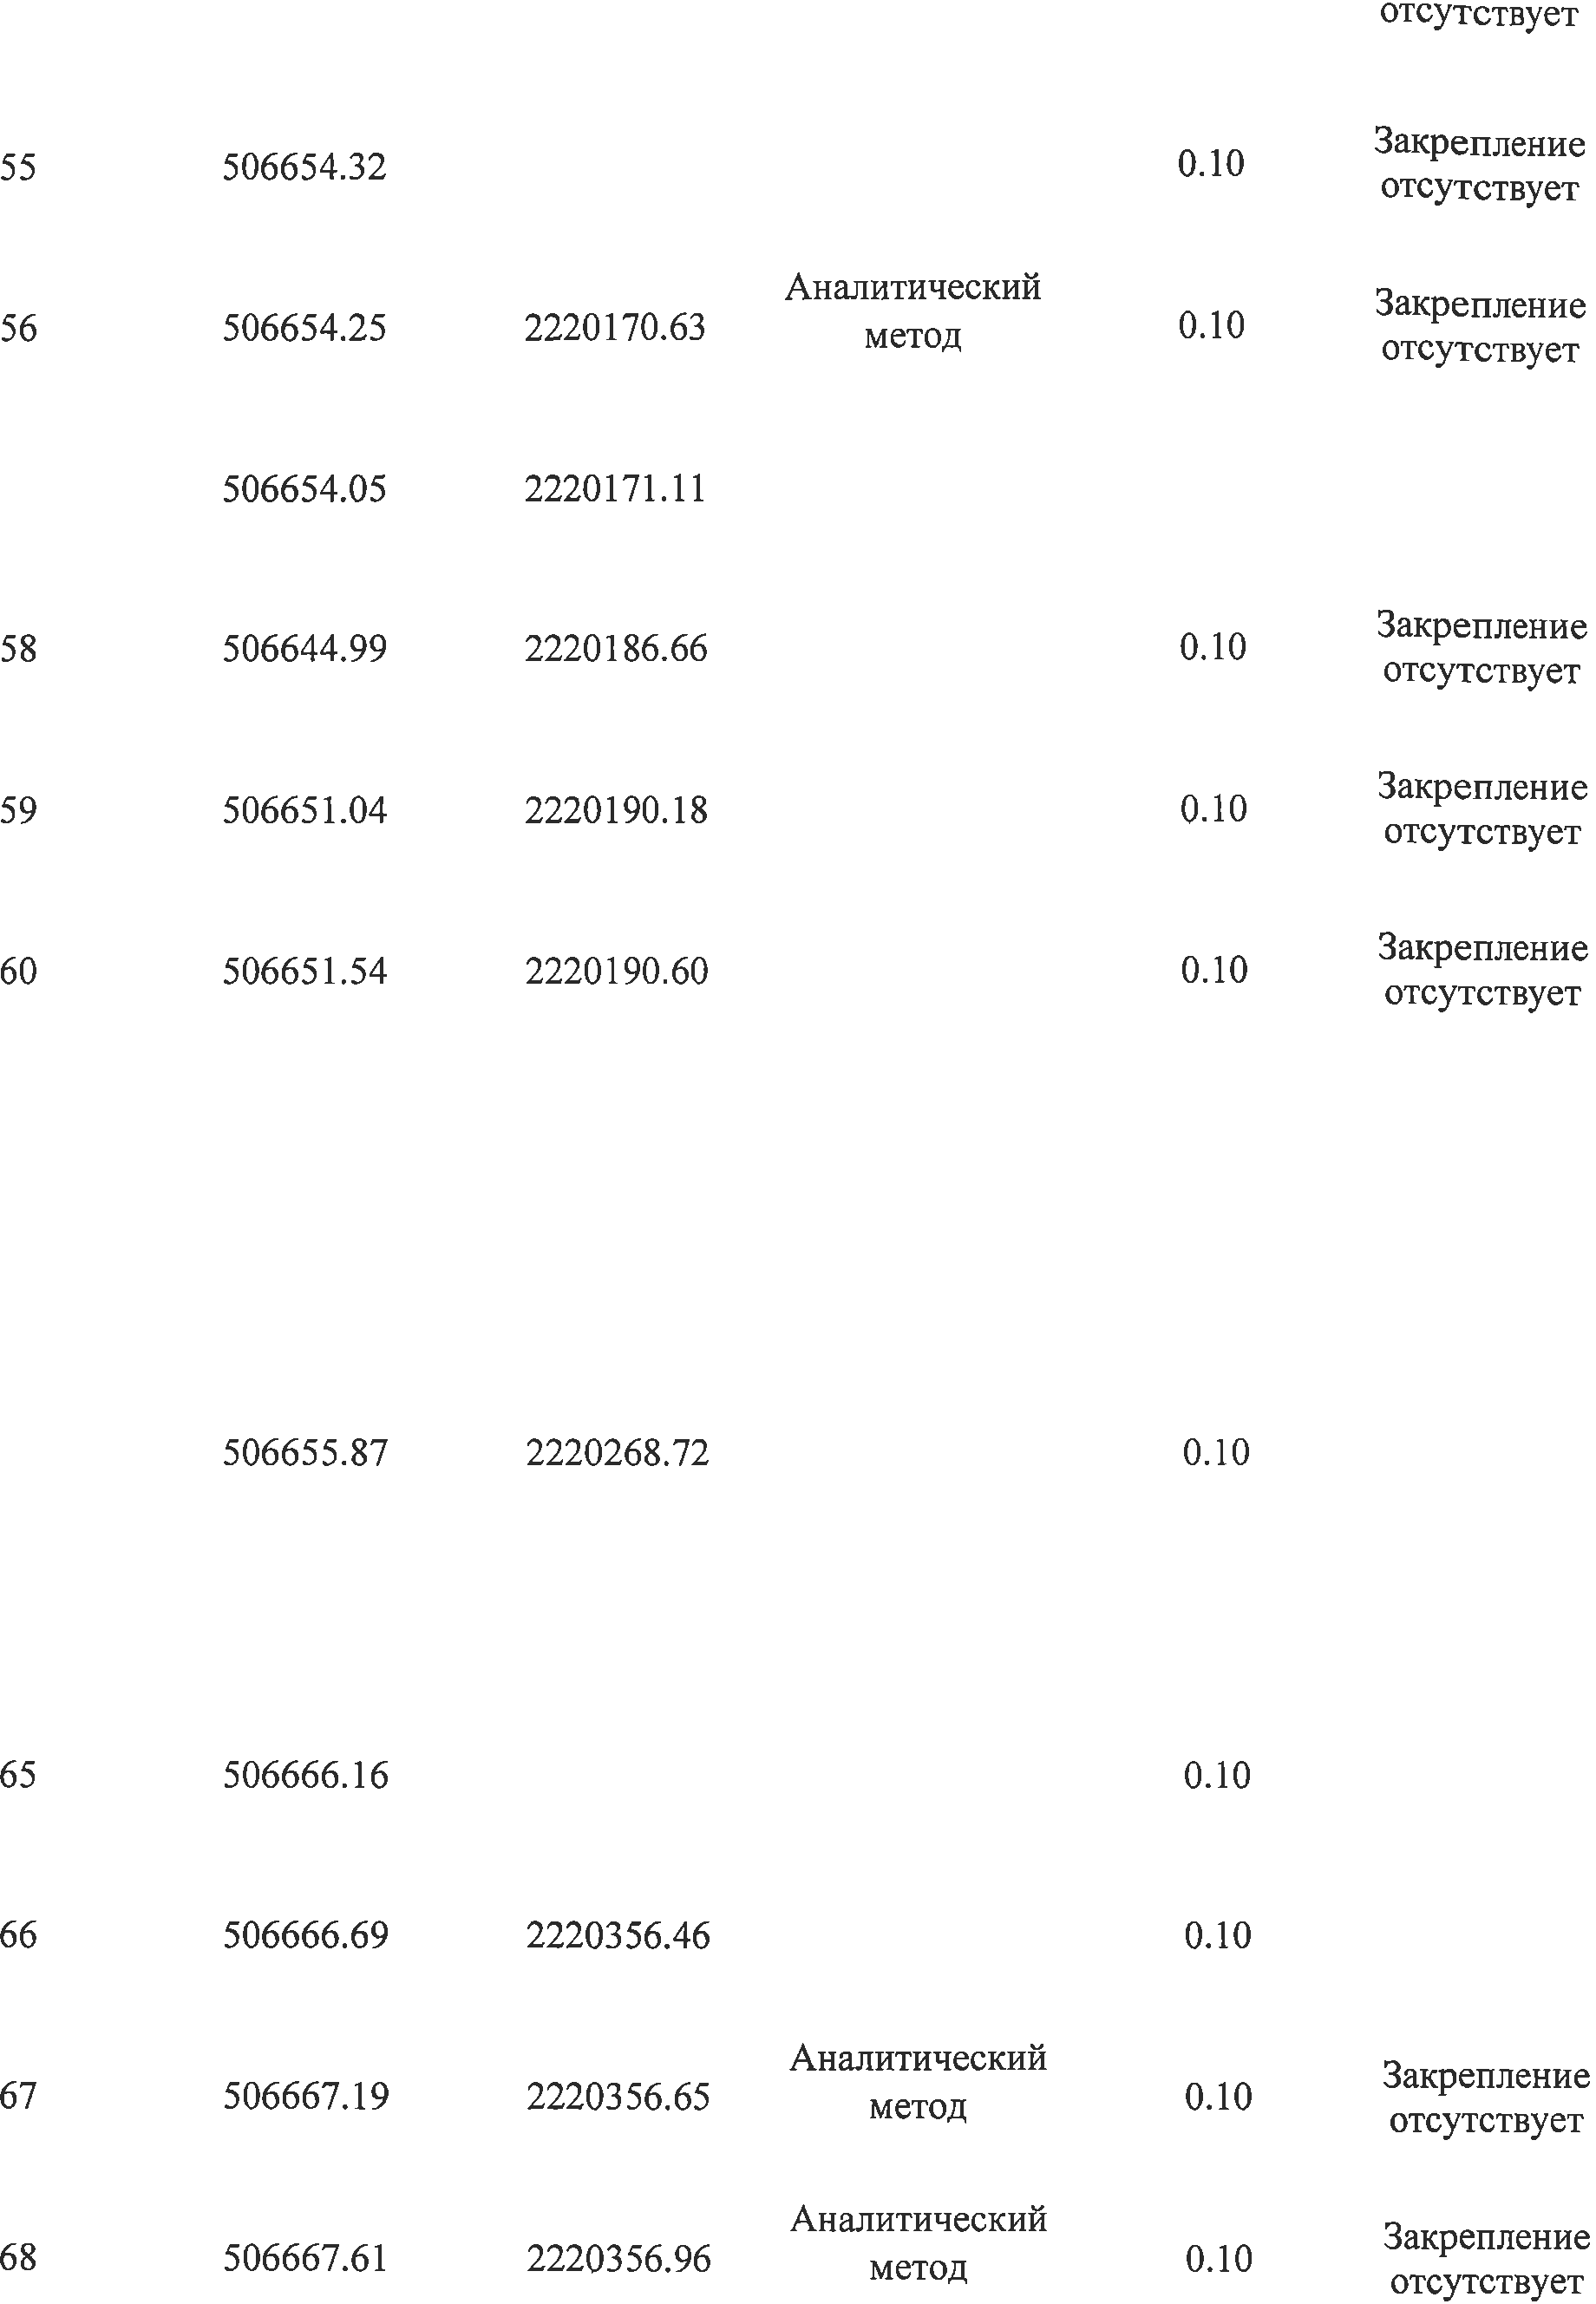 отсутствует
55 506654.32 0.10 Закрепление
отсутствует
56 506654.25 2220170.63 Аналитический
метод 0.10 Закрепление
отсутствует
506654.05 2220171.11
58 506644.99 2220186.66 0.10 Закрепление
отсутствует
59 506651.04 2220190.18 0.10 Закрепление
отсутствует
60 506651.54 2220190.60 0.10 Закрепление
отсутствует
506655.87 2220268.72 0.10
65 506666.16 0.10
66 506666.69 2220356.46 0.10
67 506667.19 2220356.65 Аналитический
метод 0.10 Закрепление
отсутствует
68 506667.61 2220356.96 Аналитический
метод 0.10 Закрепление
отсутствует